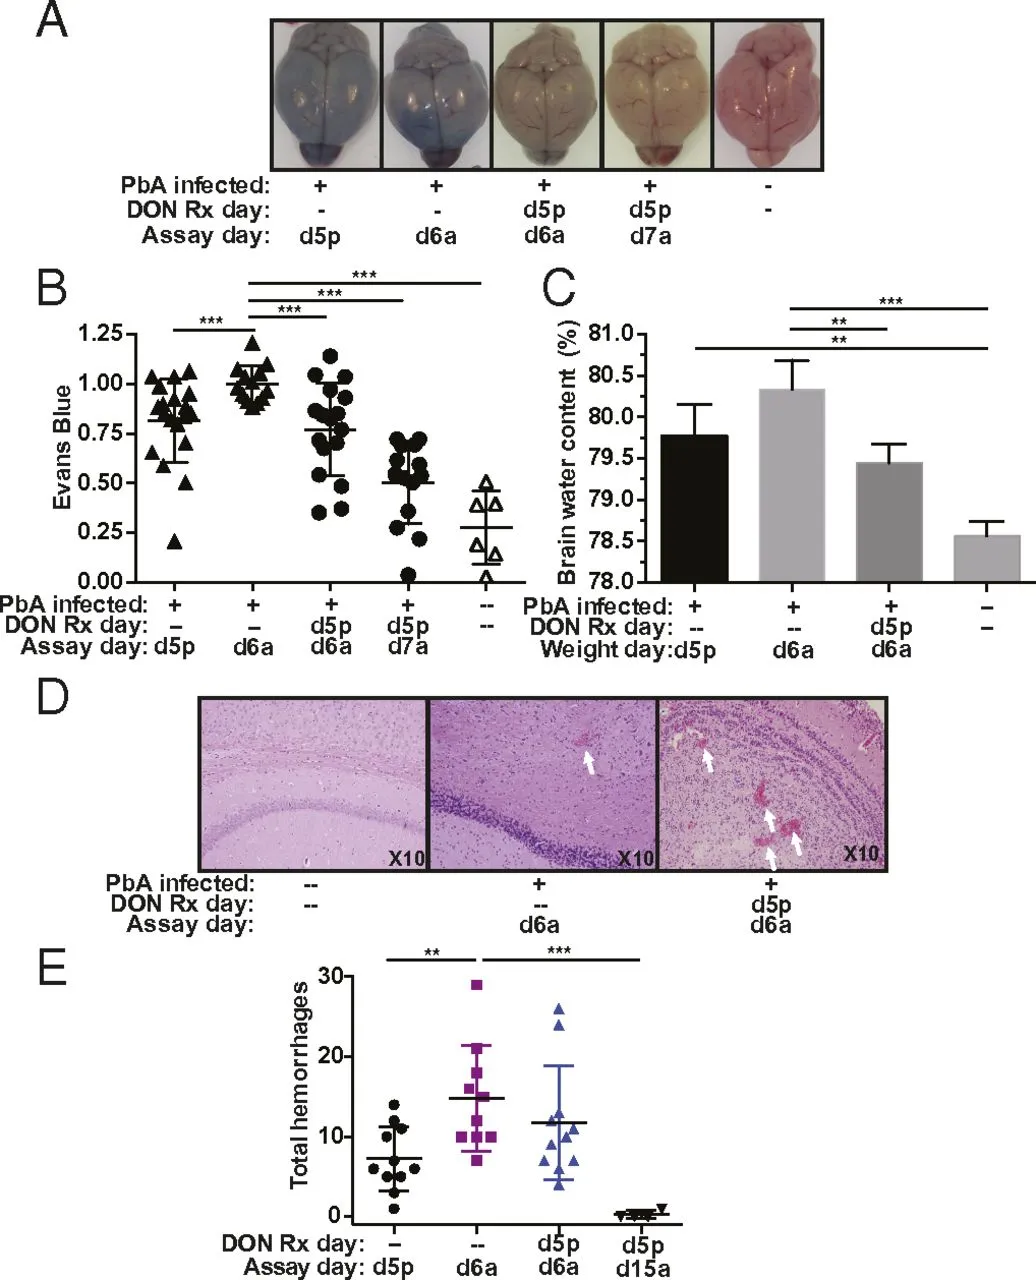 A
PbA infected: + + + + -
DON Rx day: - - d5p d5p -
Assay day: d5p d6a d6a d7a
B
*** *** *** ***
Evans Blue
1.25
1.00
0.75
0.50
0.25
0.00
PbA infected: + + + + --
DON Rx day: – – d5p d5p --
Assay day: d5p d6a d6a d7a
C
*** ** **
Brain water content (%)
81.0
80.5
80.0
79.5
79.0
78.5
78.0
PbA infected: + + + –
DON Rx day: -- -- d5p –
Weight day: d5p d6a d6a
D
X10 X10 X10
PbA infected: -- + +
DON Rx day: -- -- d5p
Assay day: d6a d6a
E
** ***
Total hemorrhages
30
20
10
0
DON Rx day: – -- d5p d5p
Assay day: d5p d6a d6a d15a